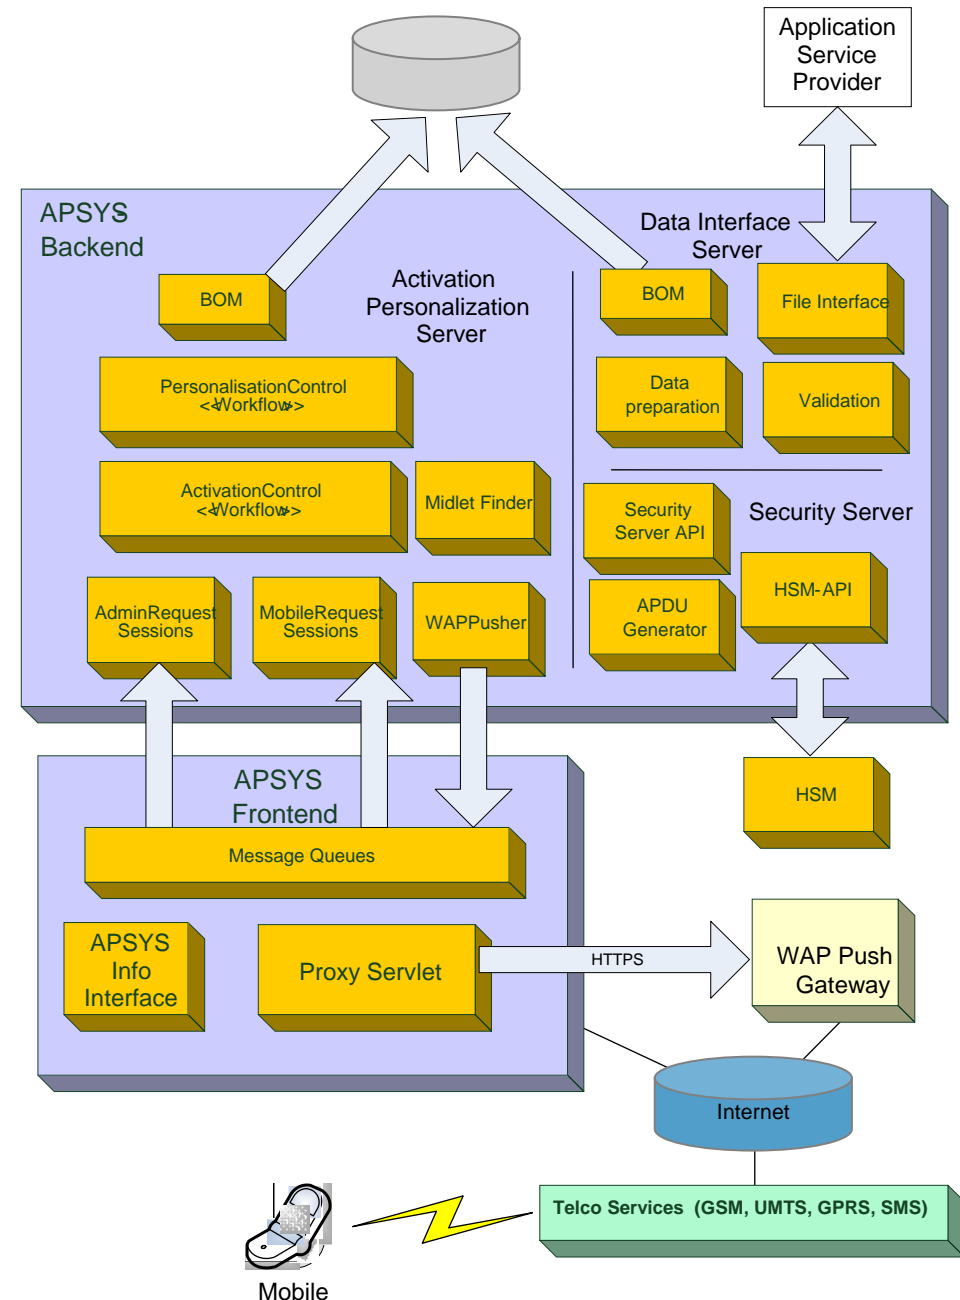 Application
Service
Provider
APSYS-
Backend
Data Interface
Server
Activation
Personalization
Server
BOM
BOM
File Interface
PersonalisationControl
<<Workflow>>
Data
preparation
Validation
ActivationControl
<<Workflow>>
Midlet Finder
Security
Server API
Security Server
AdminRequest
Sessions
MobileRequest
Sessions
WAPPusher
APDU
Generator
HSM-API
APSYS
Frontend
HSM
Message Queues
APSYS
Info
Interface
Proxy Servlet
HTTPS
WAP Push
Gateway
Internet
Telco Services (GSM, UMTS, GPRS, SMS)
Mobile